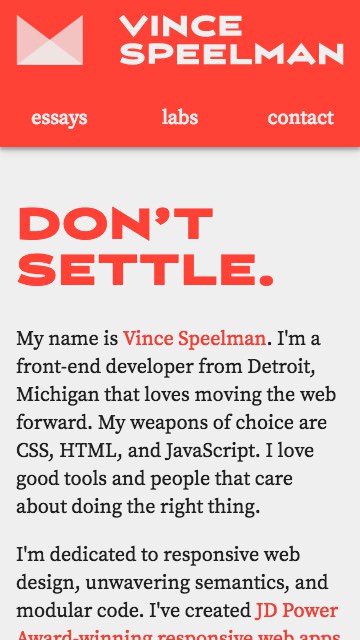 VINCE
SPEELMAN
essays labs contact
DON'T
SETTLE.
My name is Vince Speelman. I'm a
front-end developer from Detroit,
Michigan that loves moving the web
forward. My weapons of choice are
CSS, HTML, and JavaScript. I love
good tools and people that care
about doing the right thing.
I'm dedicated to responsive web
design, unwavering semantics, and
modular code. I've created JD Power
Award-winning responsive web apps